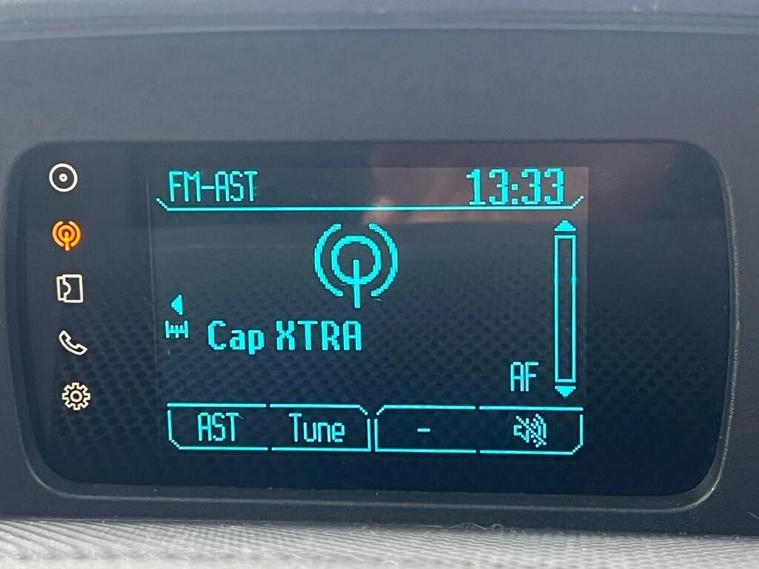 FM-AST 13:33
Cap XTRA
AF
AST Tune -